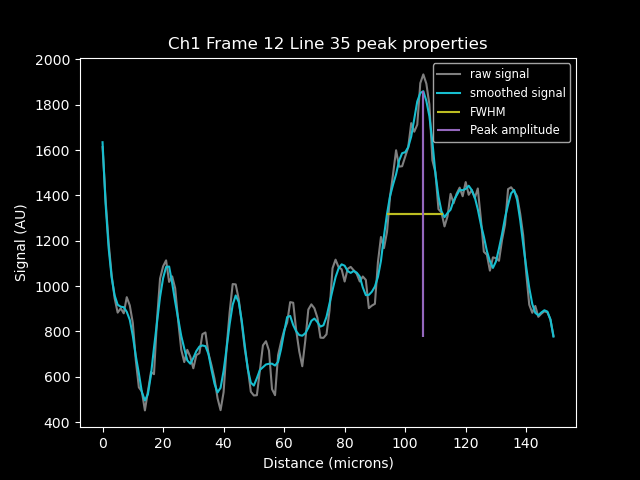 Ch1 Frame 12 Line 35 peak properties
raw signal
smoothed signal
FWHM
Peak amplitude
Signal (AU)
2000
1800
1600
1400
1200
1000
800
600
400
0 20 40 60 80 100 120 140
Distance (microns)